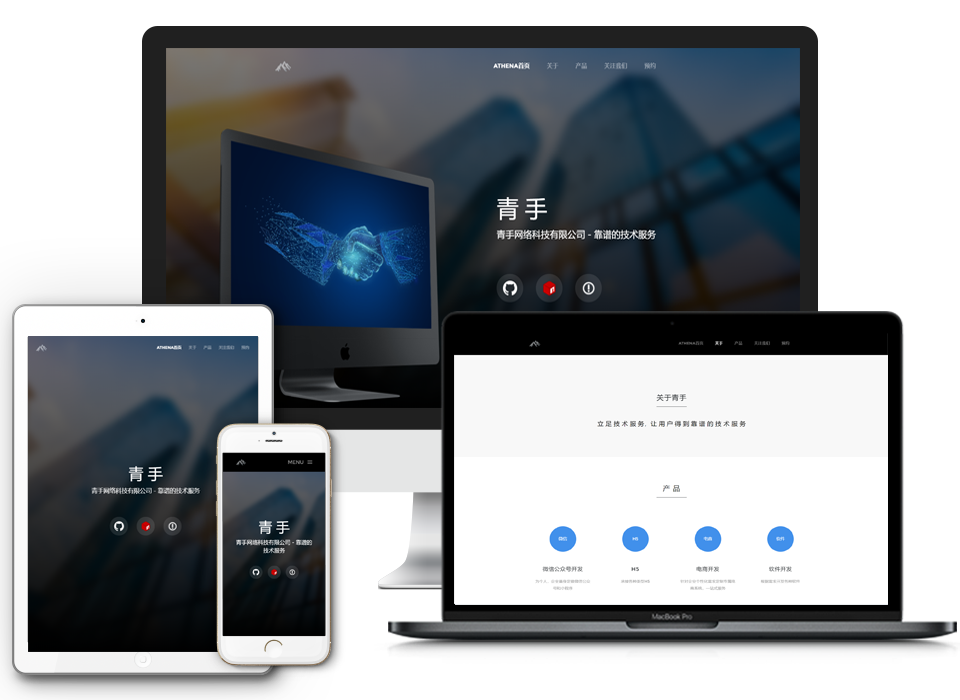 ATHENA首页 关于 产品 关注我们 预约
青手
青手网络科技有限公司 - 靠谱的技术服务
ATHENA首页 关于 产品 关注我们 预约
青手
青手网络科技有限公司 - 靠谱的技术服务
MENU
青手
青手网络科技有限公司 - 靠谱的
技术服务
ATHENA首页 关于 产品 关注我们 预约
关于青手
立足技术服务, 让用户得到靠谱的技术服务
产品
微信 H5 电商 软件
微信公众号开发 H5 电商开发 软件开发
MacBook Pro